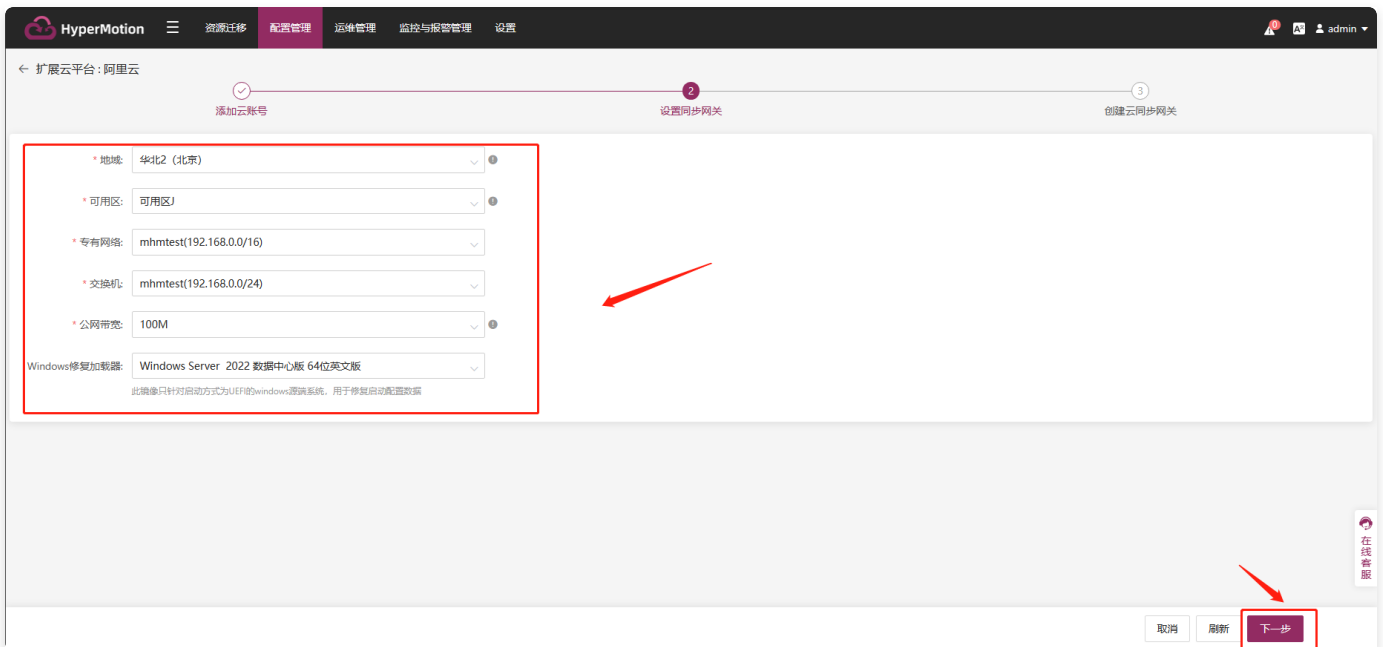 HyperMotion 资源迁移 配置管理 运维管理 监控与报警管理 设置 0 admin
← 扩展云平台 : 阿里云
2 3
添加云账号 设置同步网关 创建云同步网关
* 地域: 华北2（北京）
* 可用区: 可用区J
* 专有网络: mhmtest(192.168.0.0/16)
* 交换机: mhmtest(192.168.0.0/24)
* 公网带宽: 100M
Windows修复加载器: Windows Server 2022 数据中心版 64位英文版
此镜像只针对启动方式为UEFI的windows源端系统，用于修复启动配置数据
在线客服
取消 刷新 下一步